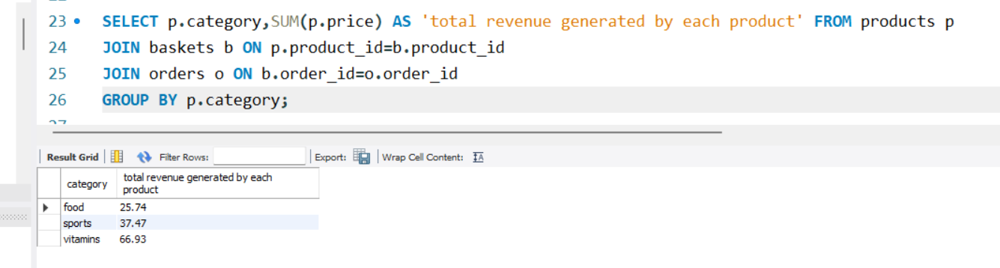 23 SELECT p.category,SUM(p.price) AS 'total revenue generated by each product' FROM products p
24 JOIN baskets b ON p.product_id=b.product_id
25 JOIN orders o ON b.order_id=o.order_id
26 GROUP BY p.category;
Result Grid Filter Rows: Export: Wrap Cell Content:
category total revenue generated by each
product
food 25.74
sports 37.47
vitamins 66.93